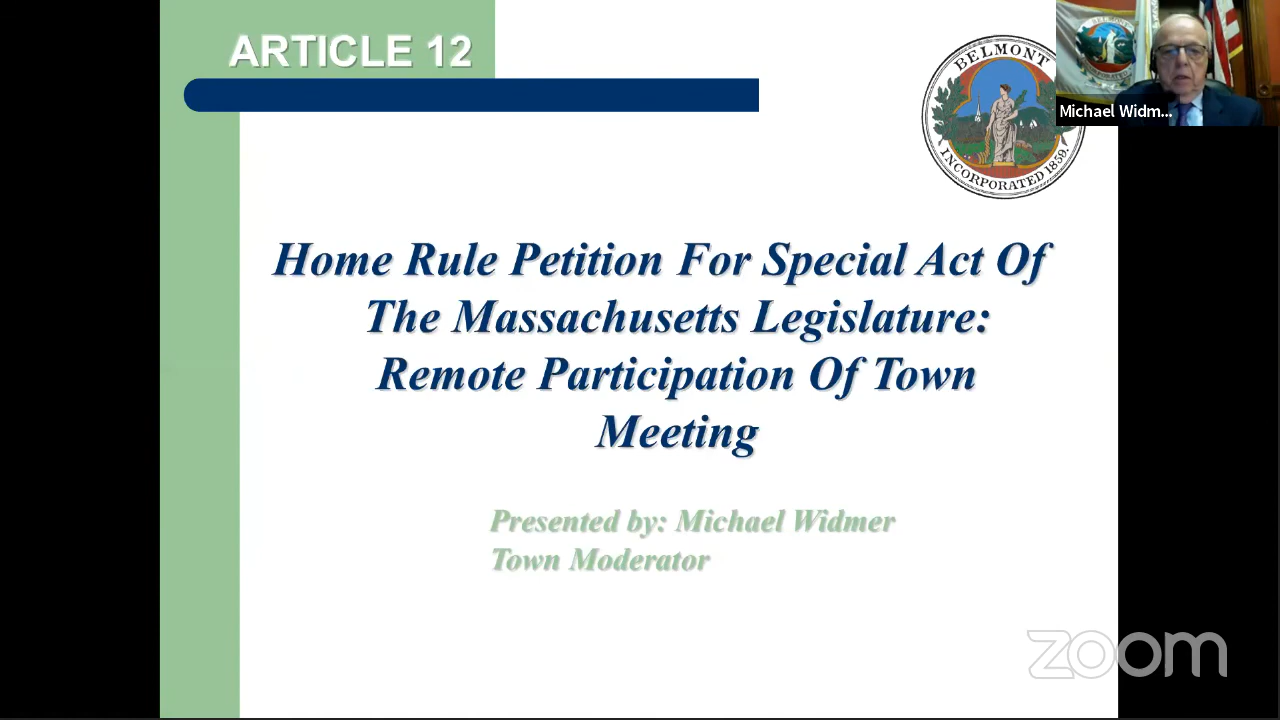 ARTICLE 12
BELMONT
INCORPORATED 1859.
Michael Widm...
Home Rule Petition For Special Act Of
The Massachusetts Legislature:
Remote Participation Of Town
Meeting
Presented by: Michael Widmer
Town Moderator
zoom